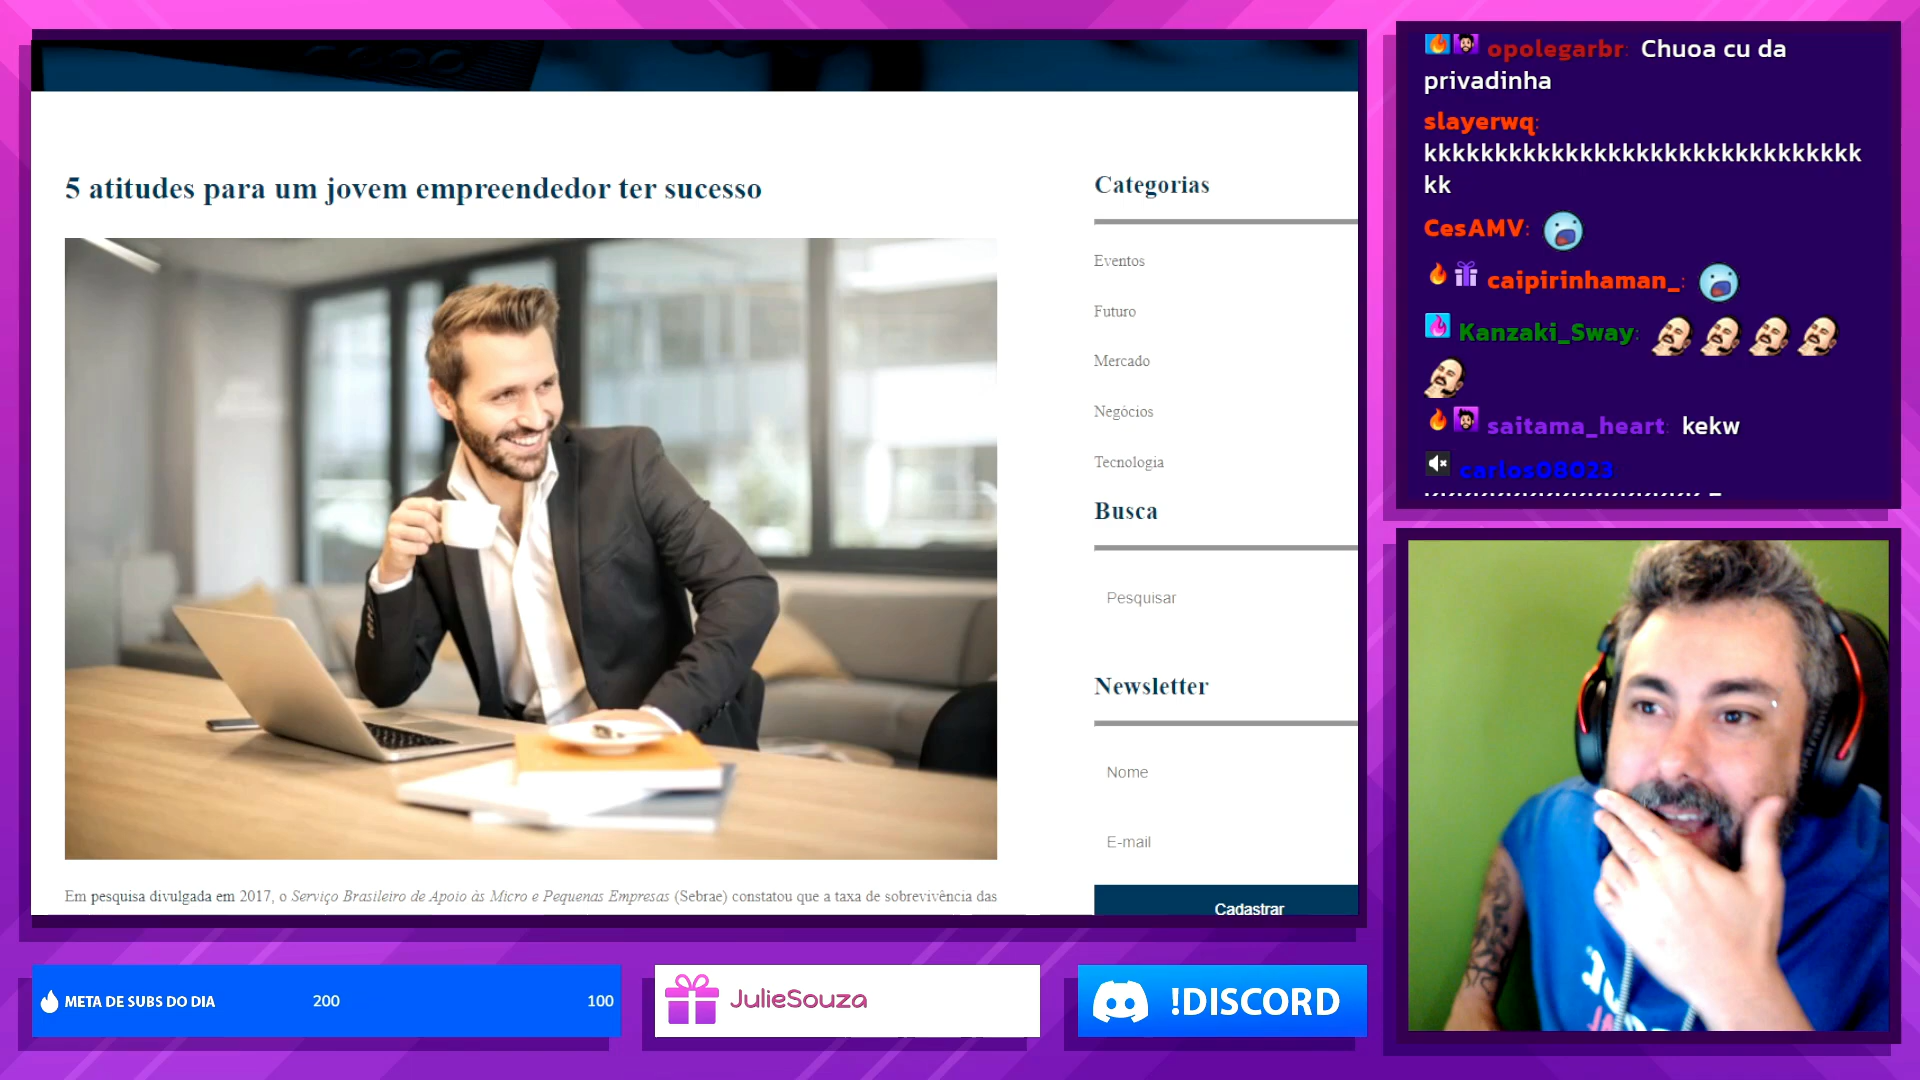 5 atitudes para um jovem empreendedor ter sucesso
Em pesquisa divulgada em 2017, o Serviço Brasileiro de Apoio às Micro e Pequenas Empresas (Sebrae) constatou que a taxa de sobrevivência das
Categorias
Eventos
Futuro
Mercado
Negócios
Tecnologia
Busca
Pesquisar
Newsletter
Nome
E-mail
Cadastrar
opolegarbr: Chuoa cu da
privadinha
slayerwq:
kkkkkkkkkkkkkkkkkkkkkkkkkkkkkkk
kk
CesAMV:
caipirinhaman_:
Kanzaki_Sway:
saitama_heart: kekw
carlos08023
META DE SUBS DO DIA 200 100
JulieSouza
!DISCORD